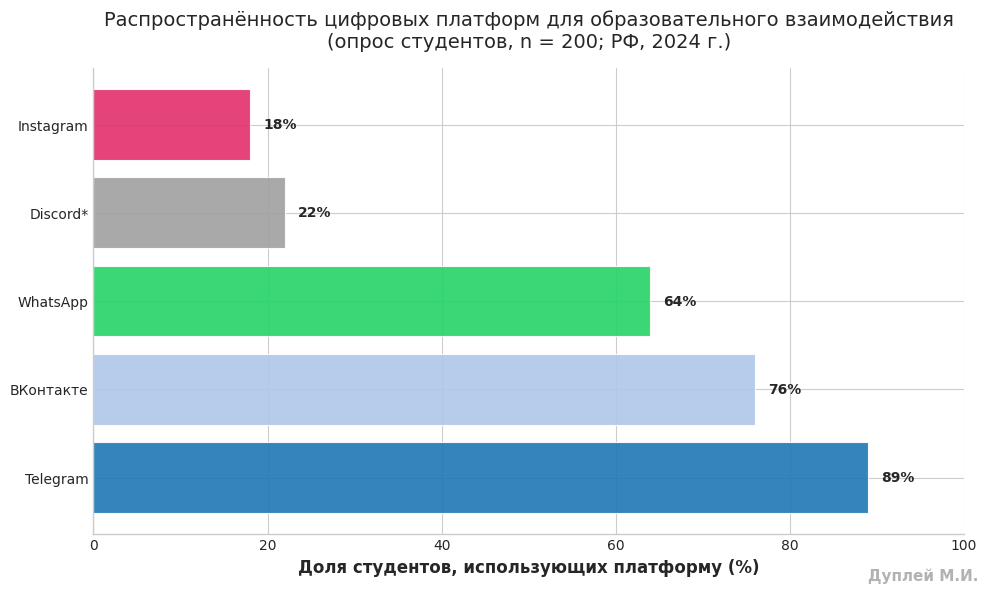 Распространённость цифровых платформ для образовательного взаимодействия
(опрос студентов, n = 200; РФ, 2024 г.)
Instagram
18%
Discord*
22%
WhatsApp
64%
ВКонтакте
76%
Telegram
89%
0 20 40 60 80 100
Доля студентов, использующих платформу (%)
Дуплей М.И.